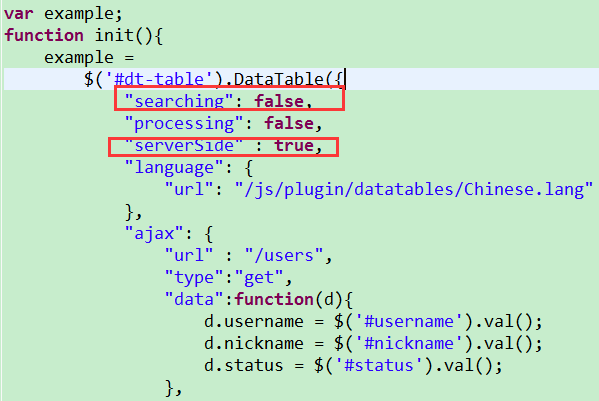 var example;
function init(){
    example =
        $('#dt-table').DataTable({
            "searching": false,
            "processing": false,
            "serverSide" : true,
            "language": {
                "url": "/js/plugin/datatables/Chinese.lang"
            },
            "ajax": {
                "url" : "/users",
                "type":"get",
                "data":function(d){
                    d.username = $('#username').val();
                    d.nickname = $('#nickname').val();
                    d.status = $('#status').val();
                },